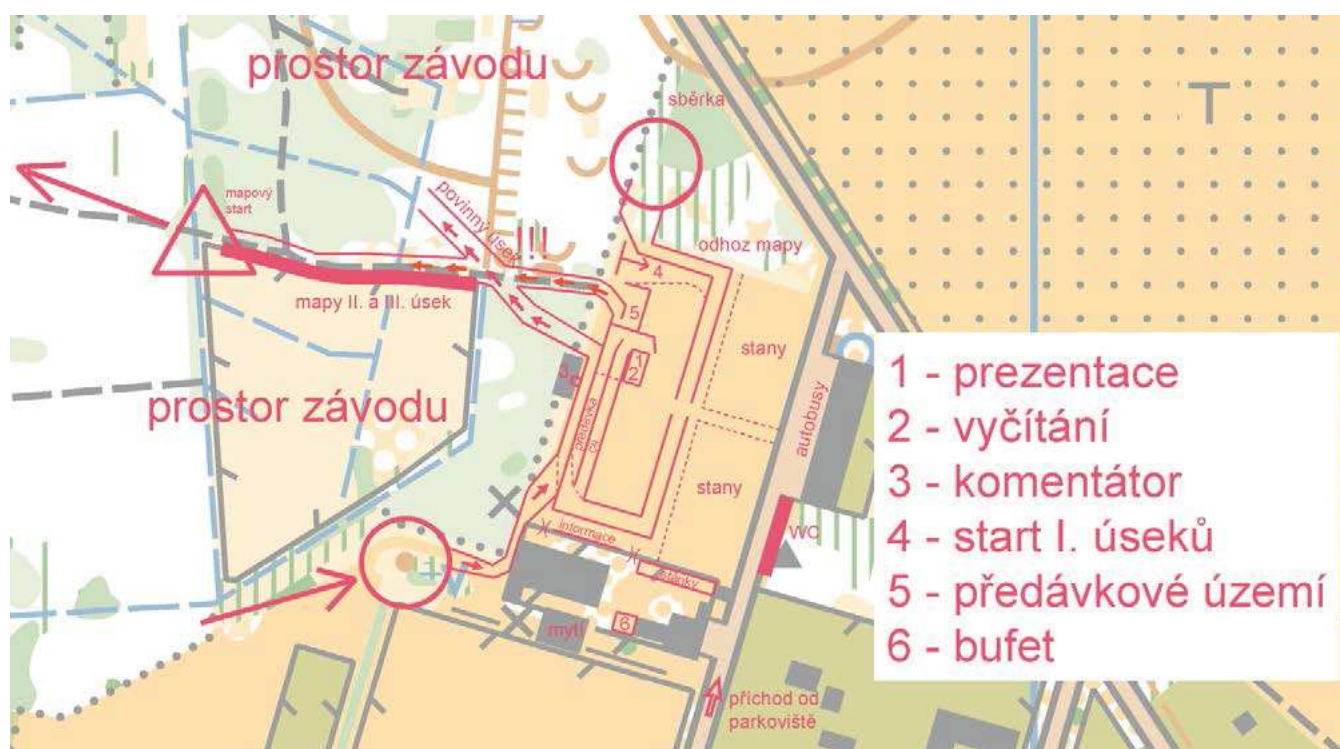 prostor závodu
sběrka
mapový
start
povinný úsek
!!!
odhoz mapy
4
mapy II. a III. úsek
5
1
2
stany
3
prostor závodu
předávka
autobusy
stany
informace
WC
stánky
mytí
6
příchod od
parkoviště
1 - prezentace
2 - vyčítání
3 - komentátor
4 - start I. úseků
5 - předávkové území
6 - bufet